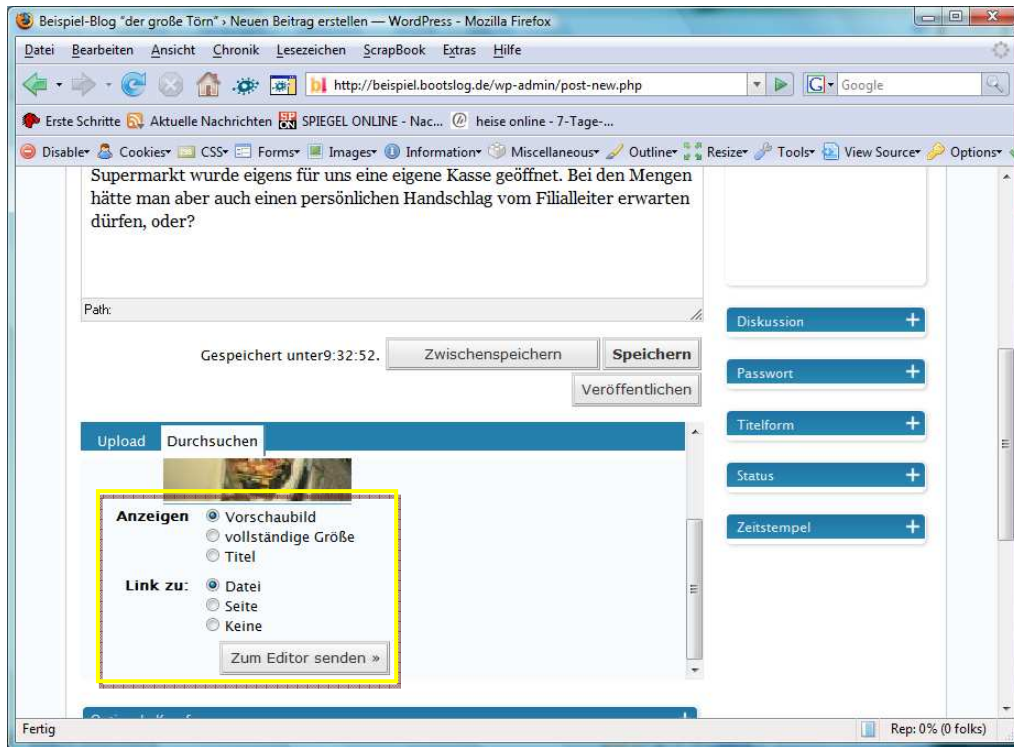 Beispiel-Blog "der große Törn" › Neuen Beitrag erstellen — WordPress - Mozilla Firefox
Datei Bearbeiten Ansicht Chronik Lesezeichen ScrapBook Extras Hilfe
http://beispiel.bootslog.de/wp-admin/post-new.php G Google
Erste Schritte Aktuelle Nachrichten SPIEGEL ONLINE - Nac... heise online - 7-Tage-...
Disable Cookies CSS Forms Images Information Miscellaneous Outline Resize Tools View Source Options
Supermarkt wurde eigens für uns eine eigene Kasse geöffnet. Bei den Mengen
hätte man aber auch einen persönlichen Handschlag vom Filialleiter erwarten
dürfen, oder?
Path:
Gespeichert unter9:32:52. Zwischenspeichern Speichern
Veröffentlichen
Upload Durchsuchen
Anzeigen Vorschaubild
vollständige Größe
Titel
Link zu: Datei
Seite
Keine
Zum Editor senden »
Diskussion +
Passwort +
Titelform +
Status +
Zeitstempel +
Fertig Rep: 0% (0 folks)